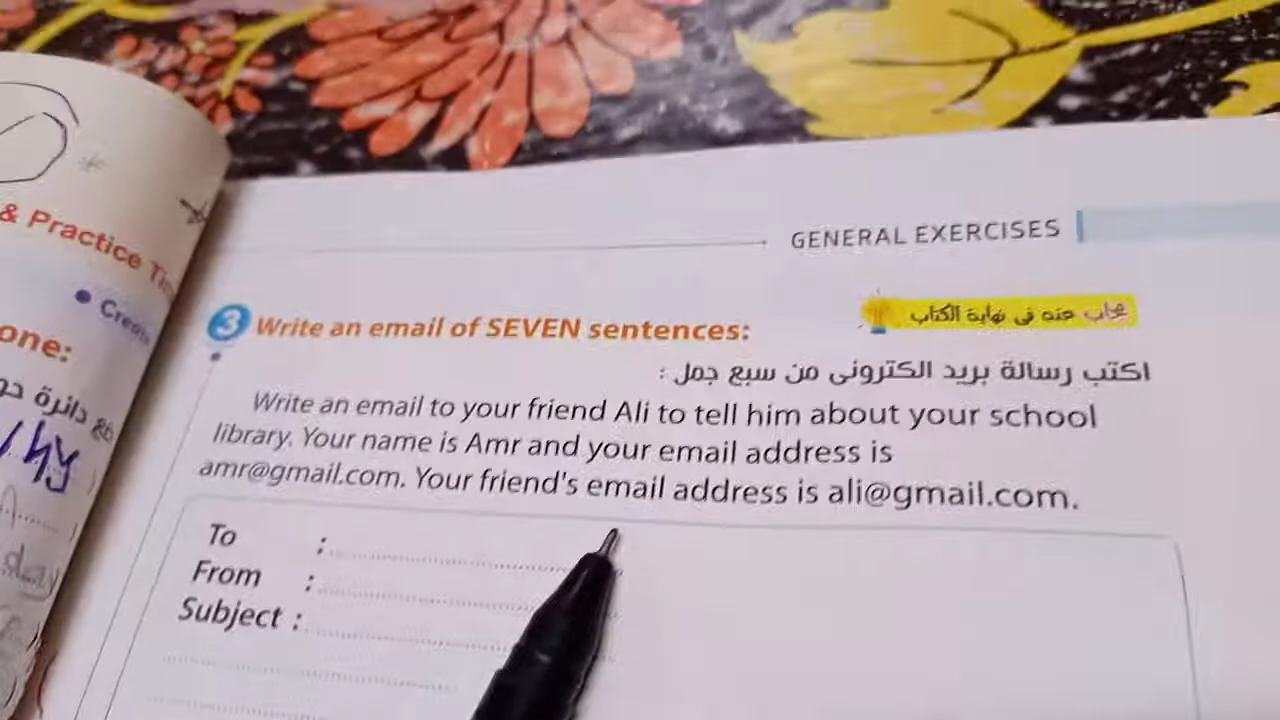 & Practice
one:
GENERAL EXERCISES
مجاب عنه فى نهاية الكتاب
3 Write an email of SEVEN sentences:
اكتب رسالة بريد الكترونى من سبع جمل :
Write an email to your friend Ali to tell him about your school
library. Your name is Amr and your email address is
amr@gmail.com. Your friend's email address is ali@gmail.com.
To :
From :
Subject :